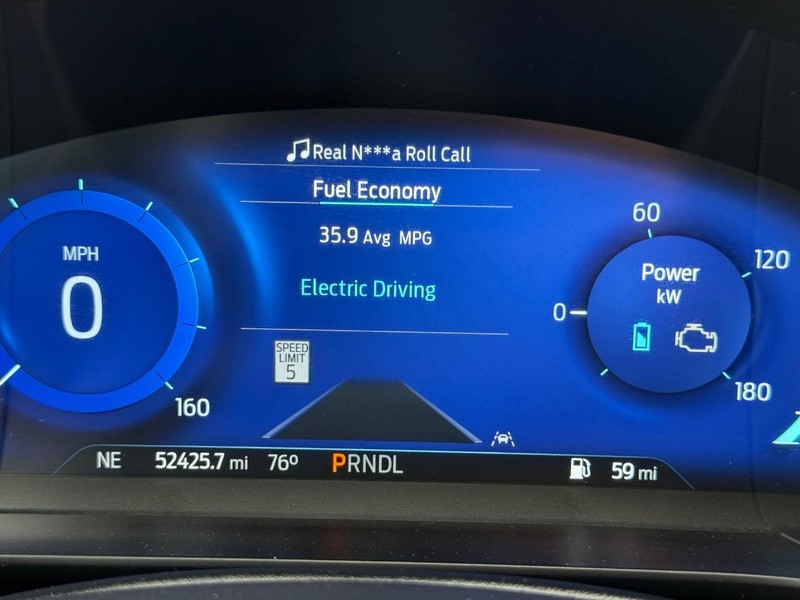 Real N***a Roll Call
Fuel Economy
35.9 Avg MPG
Electric Driving
MPH
0
160
SPEED
LIMIT
5
60
120
Power
kW
0
180
NE 52425.7 mi 76° PRNDL 59 mi